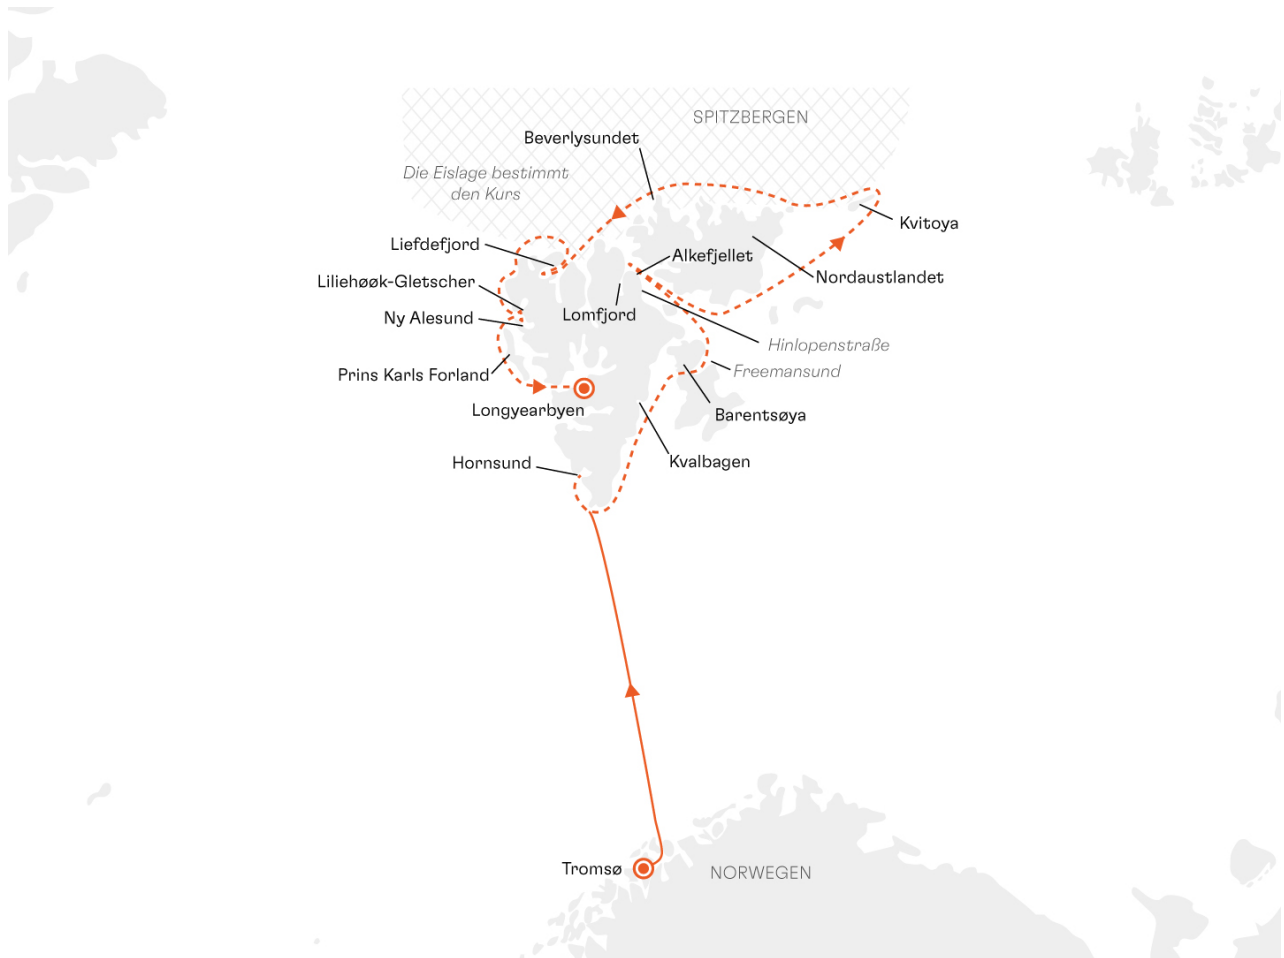 SPITZBERGEN
Beverlysundet
Die Eislage bestimmt
den Kurs
Kvitoya
Liefdefjord
Alkefjellet
Nordaustlandet
Liliehøøk-Gletscher
Lomfjord
Ny Alesund
Hinlopenstraße
Freemansund
Prins Karls Forland
Longyearbyen
Barentsøya
Kvalbagen
Hornsund
Tromsø
NORWEGEN